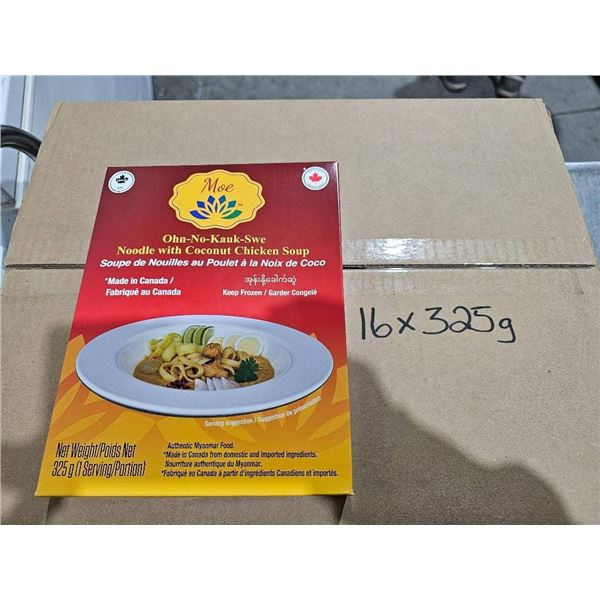 Moe
TM
Ohn-No-Kauk-Swe
Noodle with Coconut Chicken Soup
Soupe de Nouilles au Poulet à la Noix de Coco
*Made in Canada /
Fabriqué au Canada
အုန်းနို့ခေါက်ဆွဲ
Keep Frozen / Garder Congelé
Serving suggestion / Suggestion de présentation
Net Weight/Poids Net
325 g (1 Serving/Portion)
Authentic Myanmar Food.
*Made in Canada from domestic and imported ingredients.
Nourriture authentique du Myanmar.
*Fabriqué au Canada à partir d'ingrédients Canadiens et importés.
16 x 325g